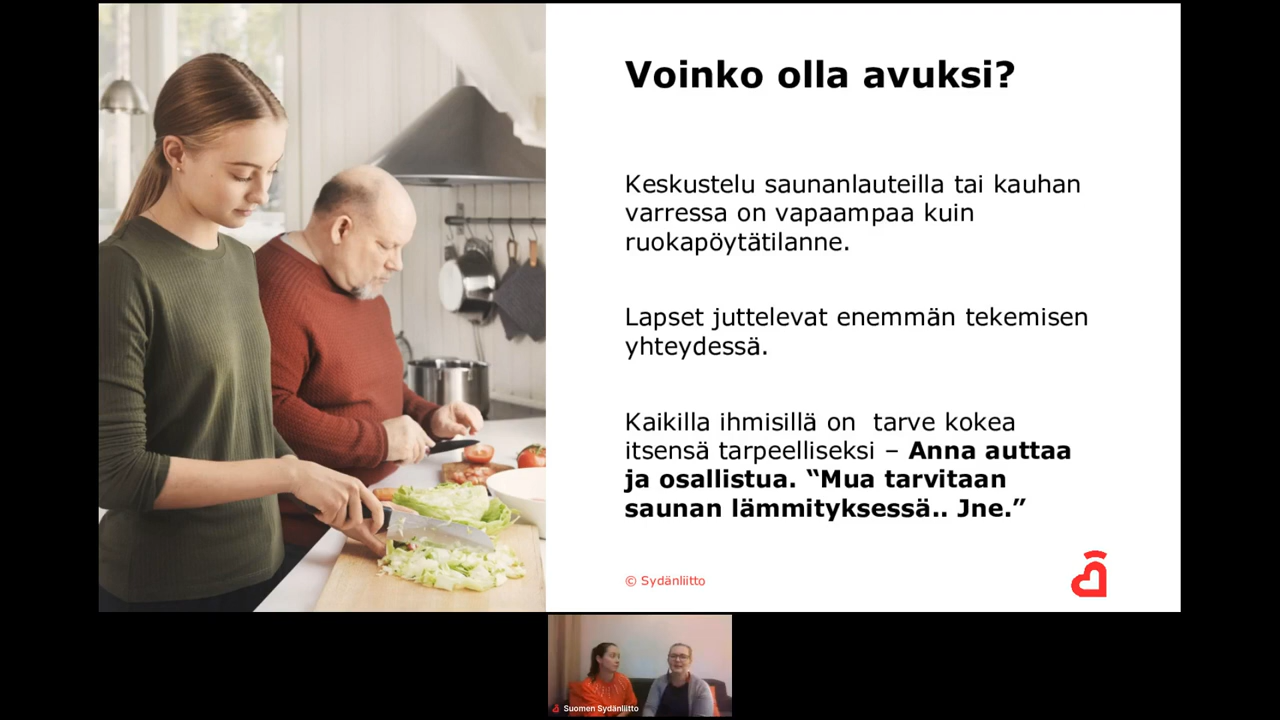 Voinko olla avuksi?
Keskustelu saunanlauteilla tai kauhan
varressa on vapaampaa kuin
ruokapöytätilanne.
Lapset juttelevat enemmän tekemisen
yhteydessä.
Kaikilla ihmisillä on  tarve kokea
itsensä tarpeelliseksi – Anna auttaa
ja osallistua. “Mua tarvitaan
saunan lämmityksessä.. Jne.”
© Sydänliitto
Suomen Sydänliitto